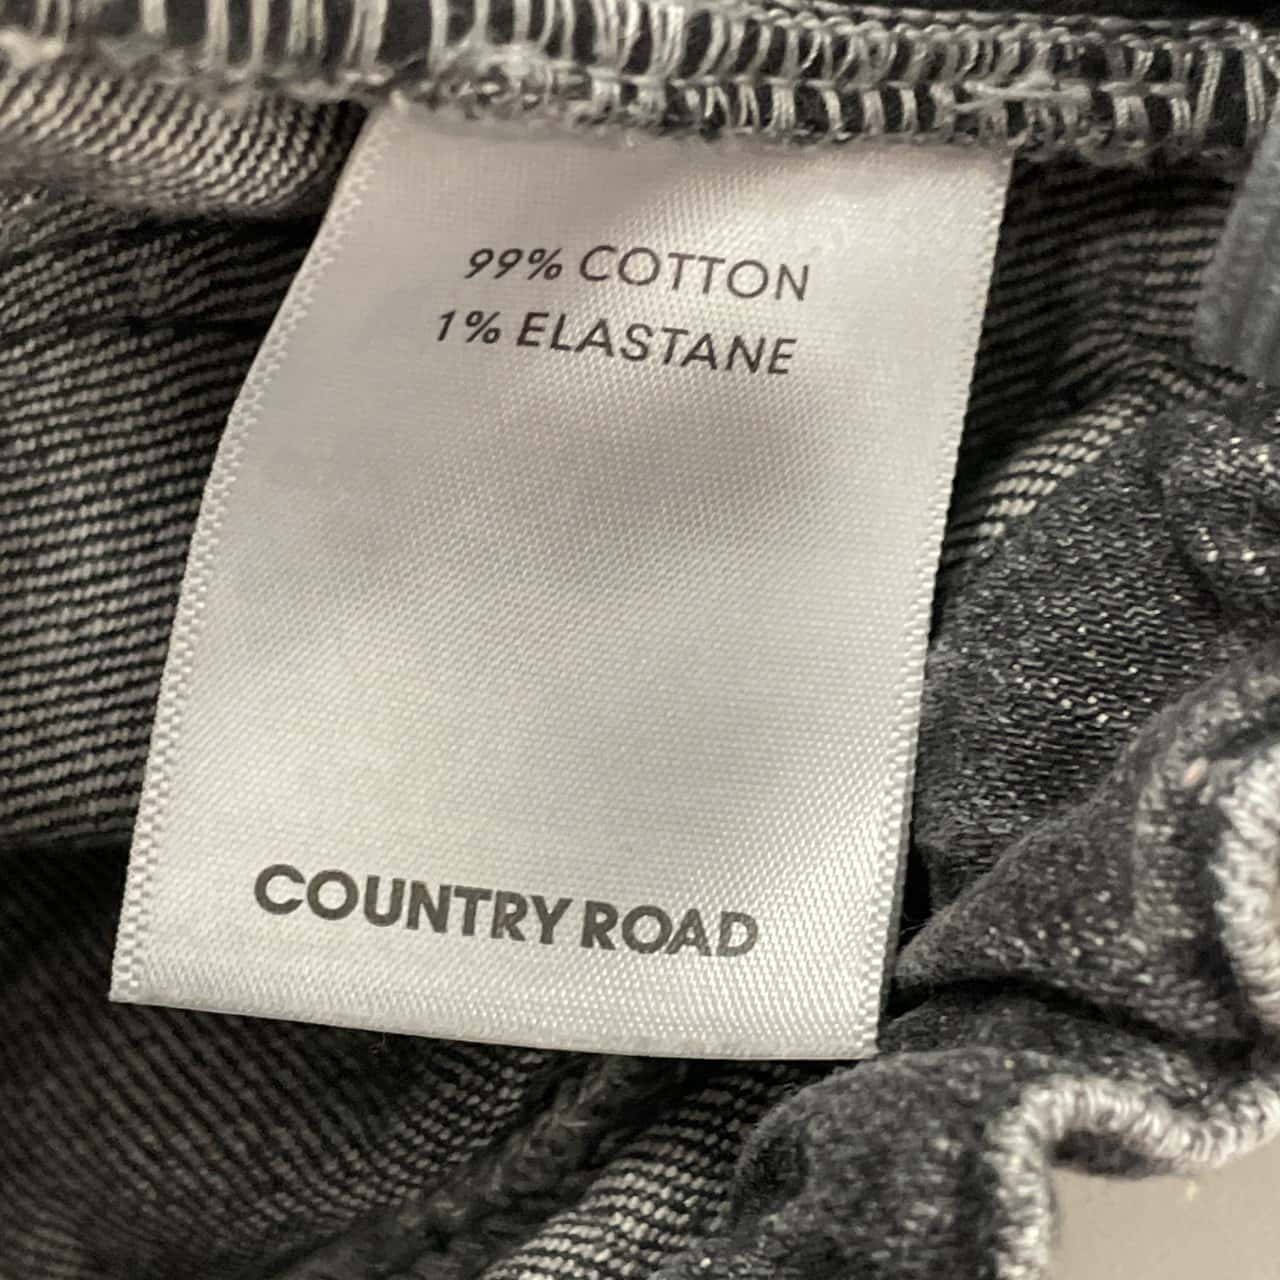 99% COTTON
1% ELASTANE
COUNTRY ROAD